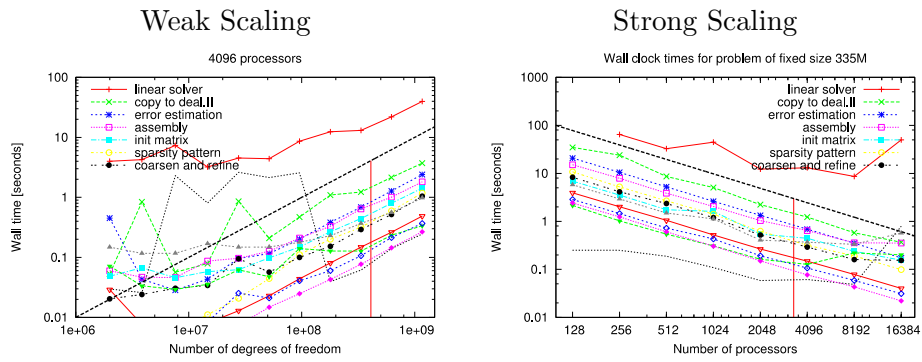 Weak Scaling
Strong Scaling
4096 processors
Wall time [seconds]
100
10
1
0.1
0.01
linear solver
copy to deal.II
error estimation
assembly
init matrix
sparsity pattern
coarsen and refine
1e+06
1e+07
1e+08
1e+09
Number of degrees of freedom
Wall clock times for problem of fixed size 335M
Wall time [seconds]
1000
100
10
1
0.1
0.01
linear solver
copy to deal.II
error estimation
assembly
init matrix
sparsity pattern
coarsen and refine
128
256
512
1024
2048
4096
8192
16384
Number of processors